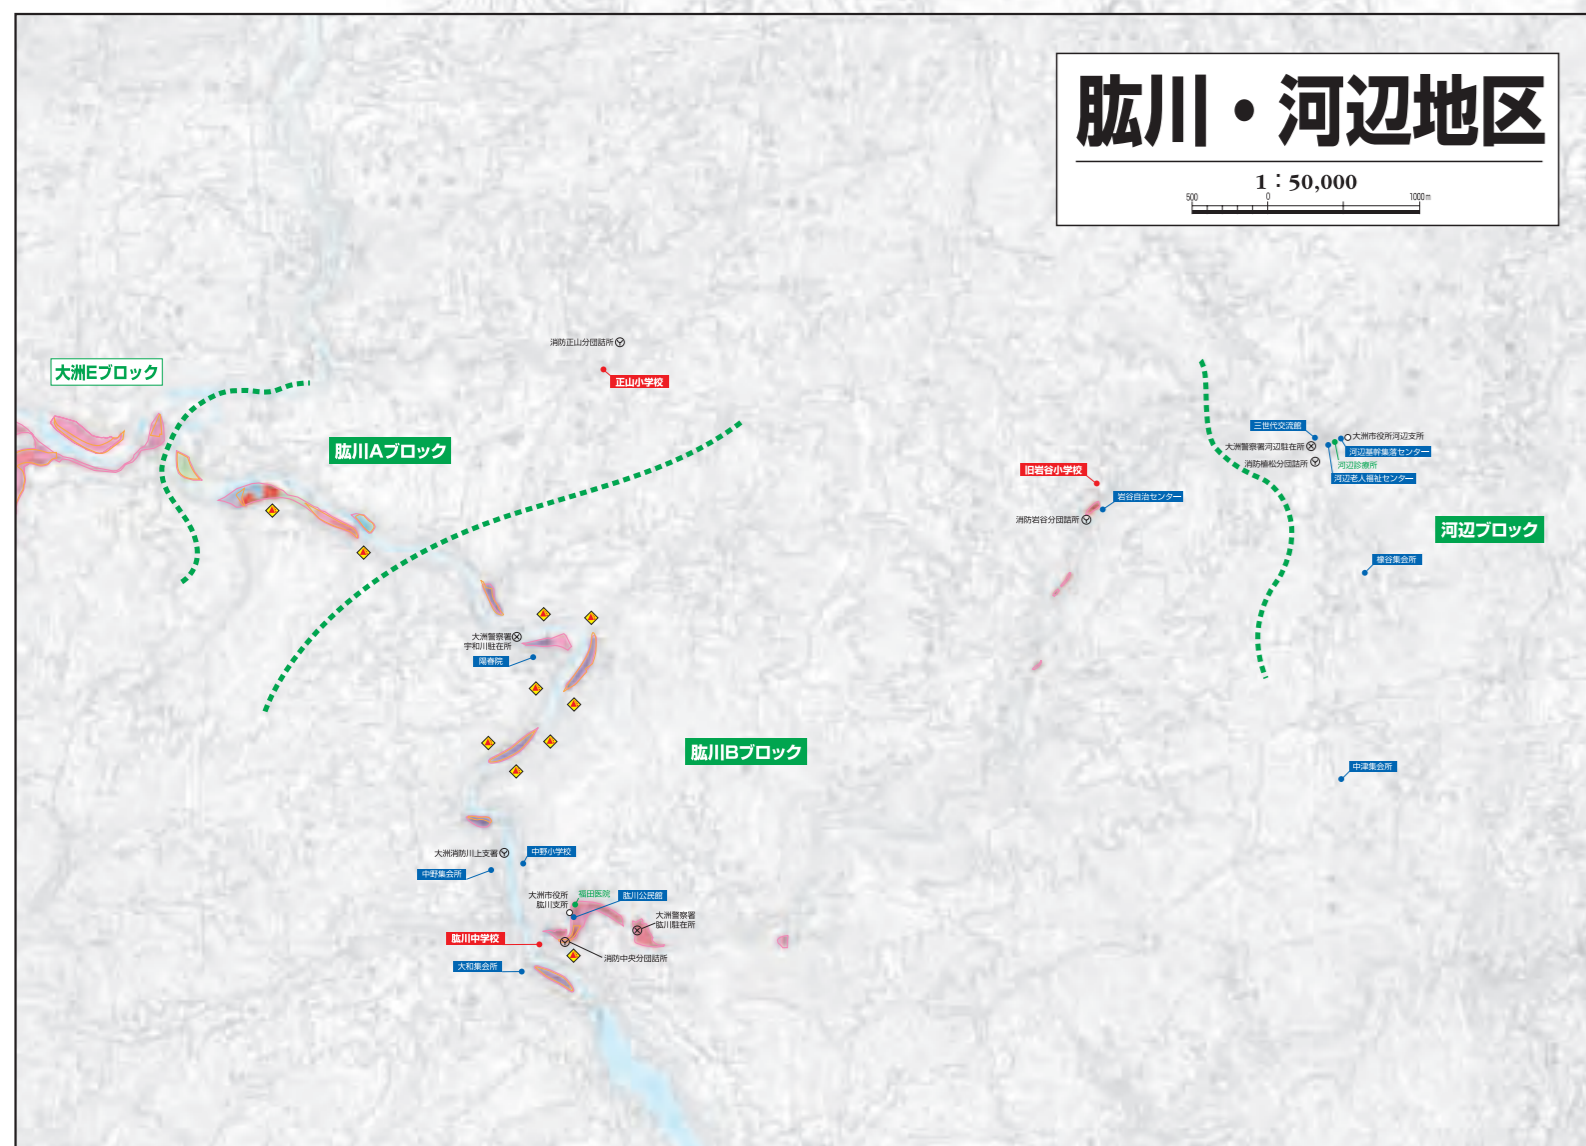 肱川・河辺地区
1：50,000
500
0
1000m
消防正山分団詰所
正山小学校
大洲Eブロック
肱川Aブロック
三世代交流館
大洲市役所河辺支所
大洲警察署河辺駐在所
河辺基幹集落センター
消防植松分団詰所
河辺診療所
河辺老人福祉センター
旧岩谷小学校
岩谷自治センター
消防岩谷分団詰所
河辺ブロック
集会所
大洲警察署
宇和川駐在所
陽春院
肱川Bブロック
中津集会所
大洲消防川上支署
中野小学校
中野集会所
大洲市役所
肱川支所
福田医院
肱川公民館
大洲警察署
肱川駐在所
肱川中学校
消防中央分団詰所
大和集会所